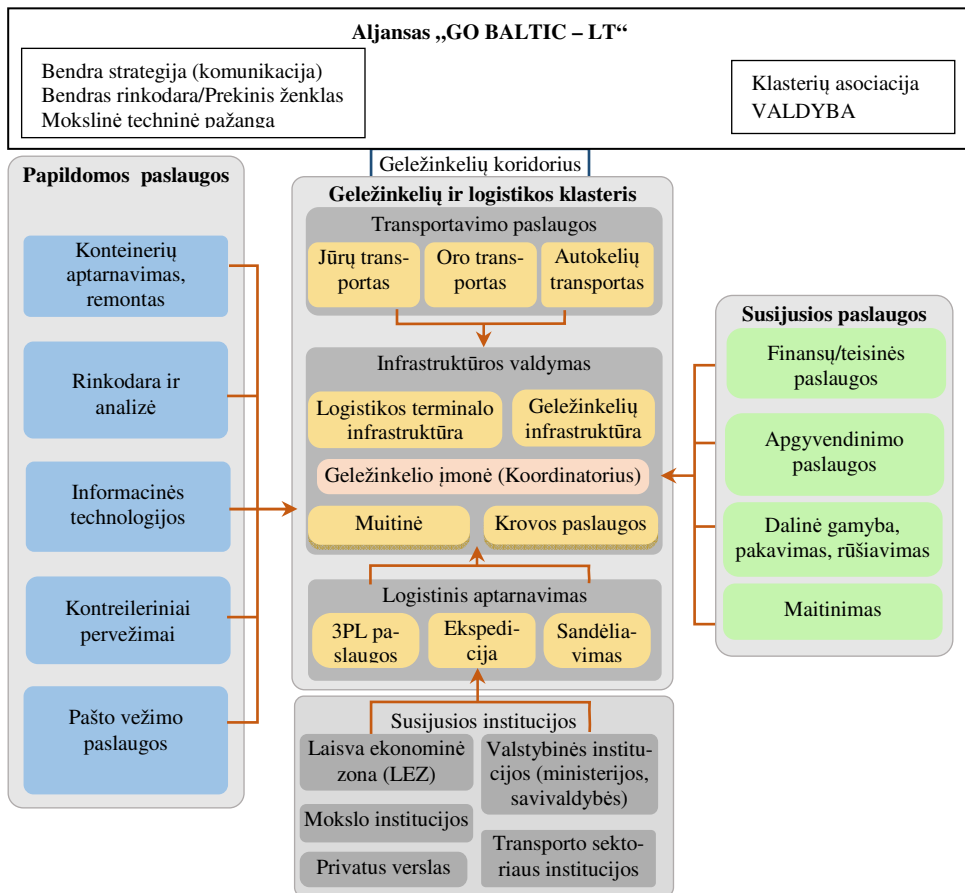 Aljansas „GO BALTIC – LT“
Bendra strategija (komunikacija)
Bendras rinkodara/Prekinis ženklas
Mokslinė techninė pažanga
Klasterių asociacija
VALDYBA
Geležinkelių koridorius
Papildomos paslaugos
Konteinerių
aptarnavimas,
remontas
Rinkodara ir
analizė
Informacinės
technologijos
Kontreileriniai
pervežimai
Pašto vežimo
paslaugos
Geležinkelių ir logistikos klasteris
Transportavimo paslaugos
Jūrų trans-
portas
Oro trans-
portas
Autokelių
transportas
Infrastruktūros valdymas
Logistikos terminalo
infrastruktūra
Geležinkelių
infrastruktūra
Geležinkelio įmonė (Koordinatorius)
Muitinė
Krovos paslaugos
Logistinis aptarnavimas
3PL pa-
slaugos
Ekspedi-
cija
Sandėlia-
vimas
Susijusios institucijos
Laisva ekonominė
zona (LEZ)
Valstybinės institu-
cijos (ministerijos,
savivaldybės)
Mokslo institucijos
Transporto sekto-
riaus institucijos
Privatus verslas
Susijusios paslaugos
Finansų/teisinės
paslaugos
Apgyvendinimo
paslaugos
Dalinė gamyba,
pakavimas, rūšiavimas
Maitinimas